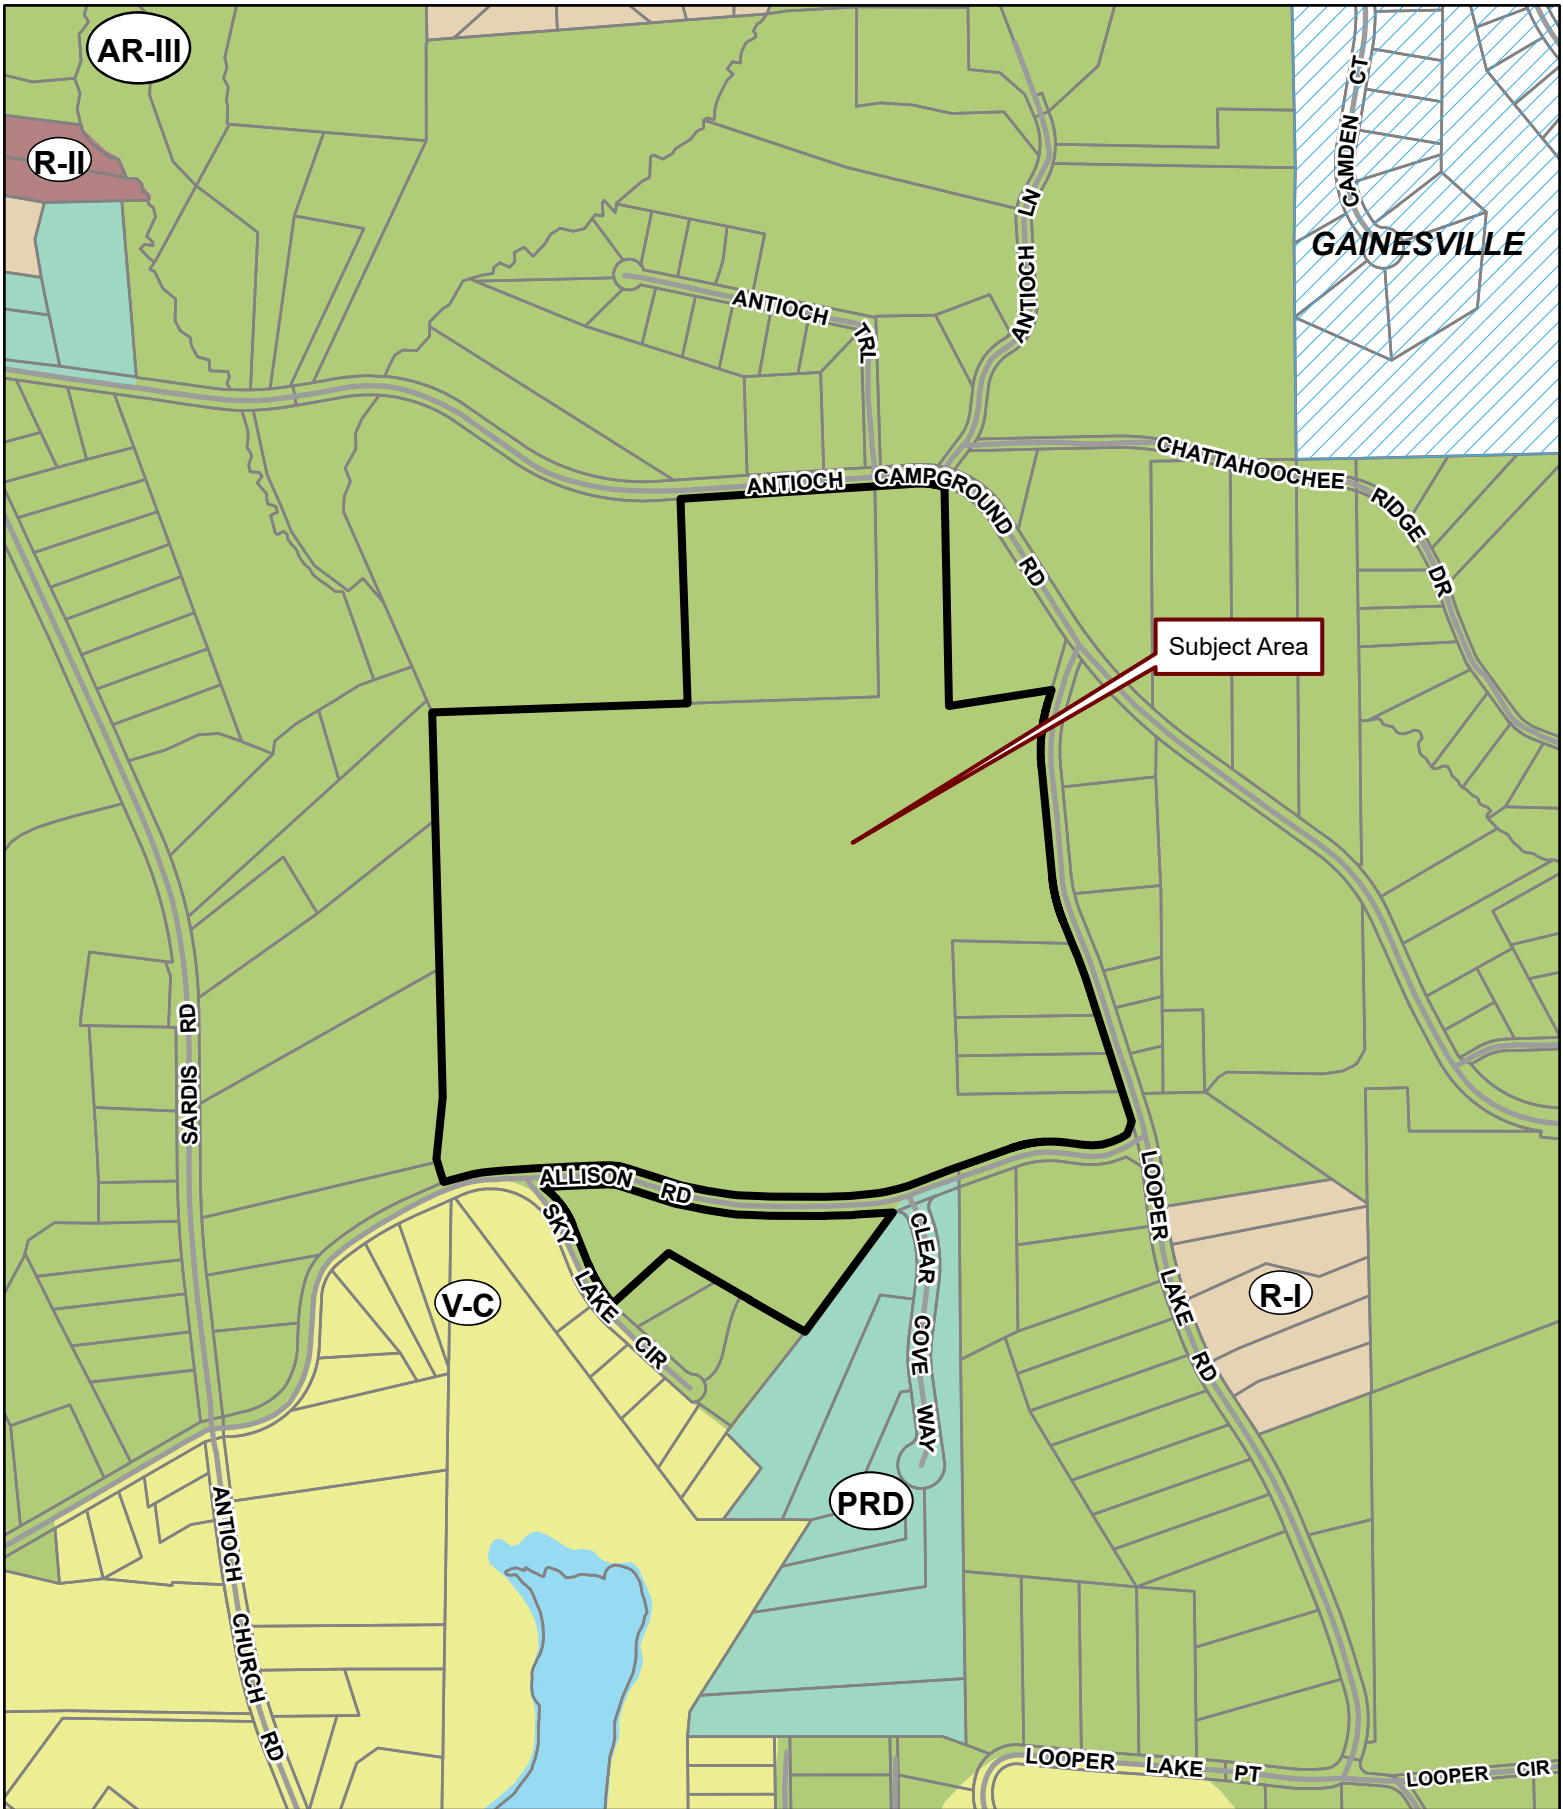 AR-III
CAMDEN CT
R-II
ANTIOCH LN
GAINESVILLE
ANTIOCH TRL
CHATTAHOOCHEE RIDGE DR
ANTIOCH CAMPGROUND RD
Subject Area
SARDIS RD
ALLISON RD
SKY LAKE CIR
CLEAR COVE WAY
LOOPER LAKE RD
R-I
V-C
PRD
ANTIOCH CHURCH RD
LOOPER LAKE PT
LOOPER CIR